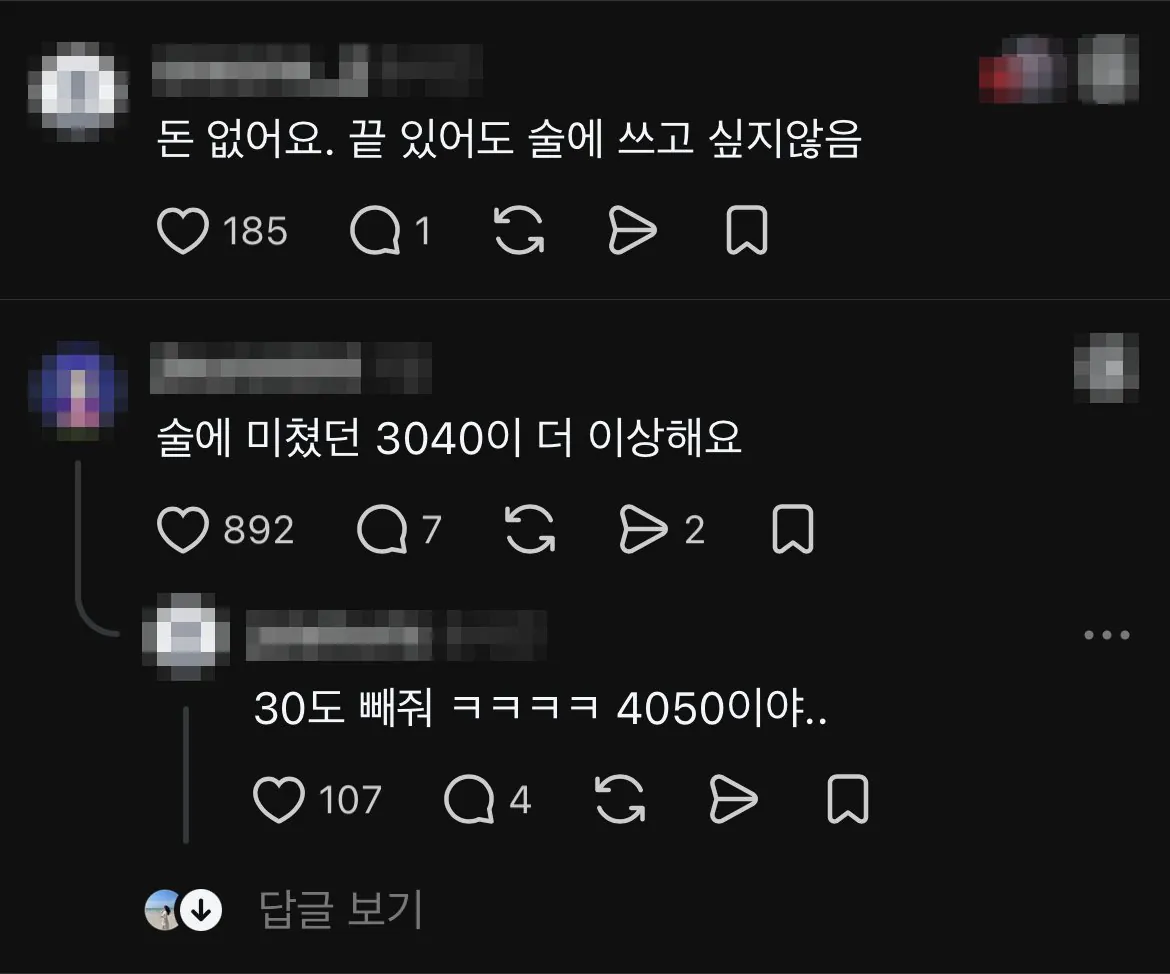 돈 없어요. 끝 있어도 술에 쓰고 싶지않음
185 1
술에 미쳤던 3040이 더 이상해요
892 7 2
30도 빼줘 ㅋㅋㅋㅋ 4050이야..
107 4
답글 보기